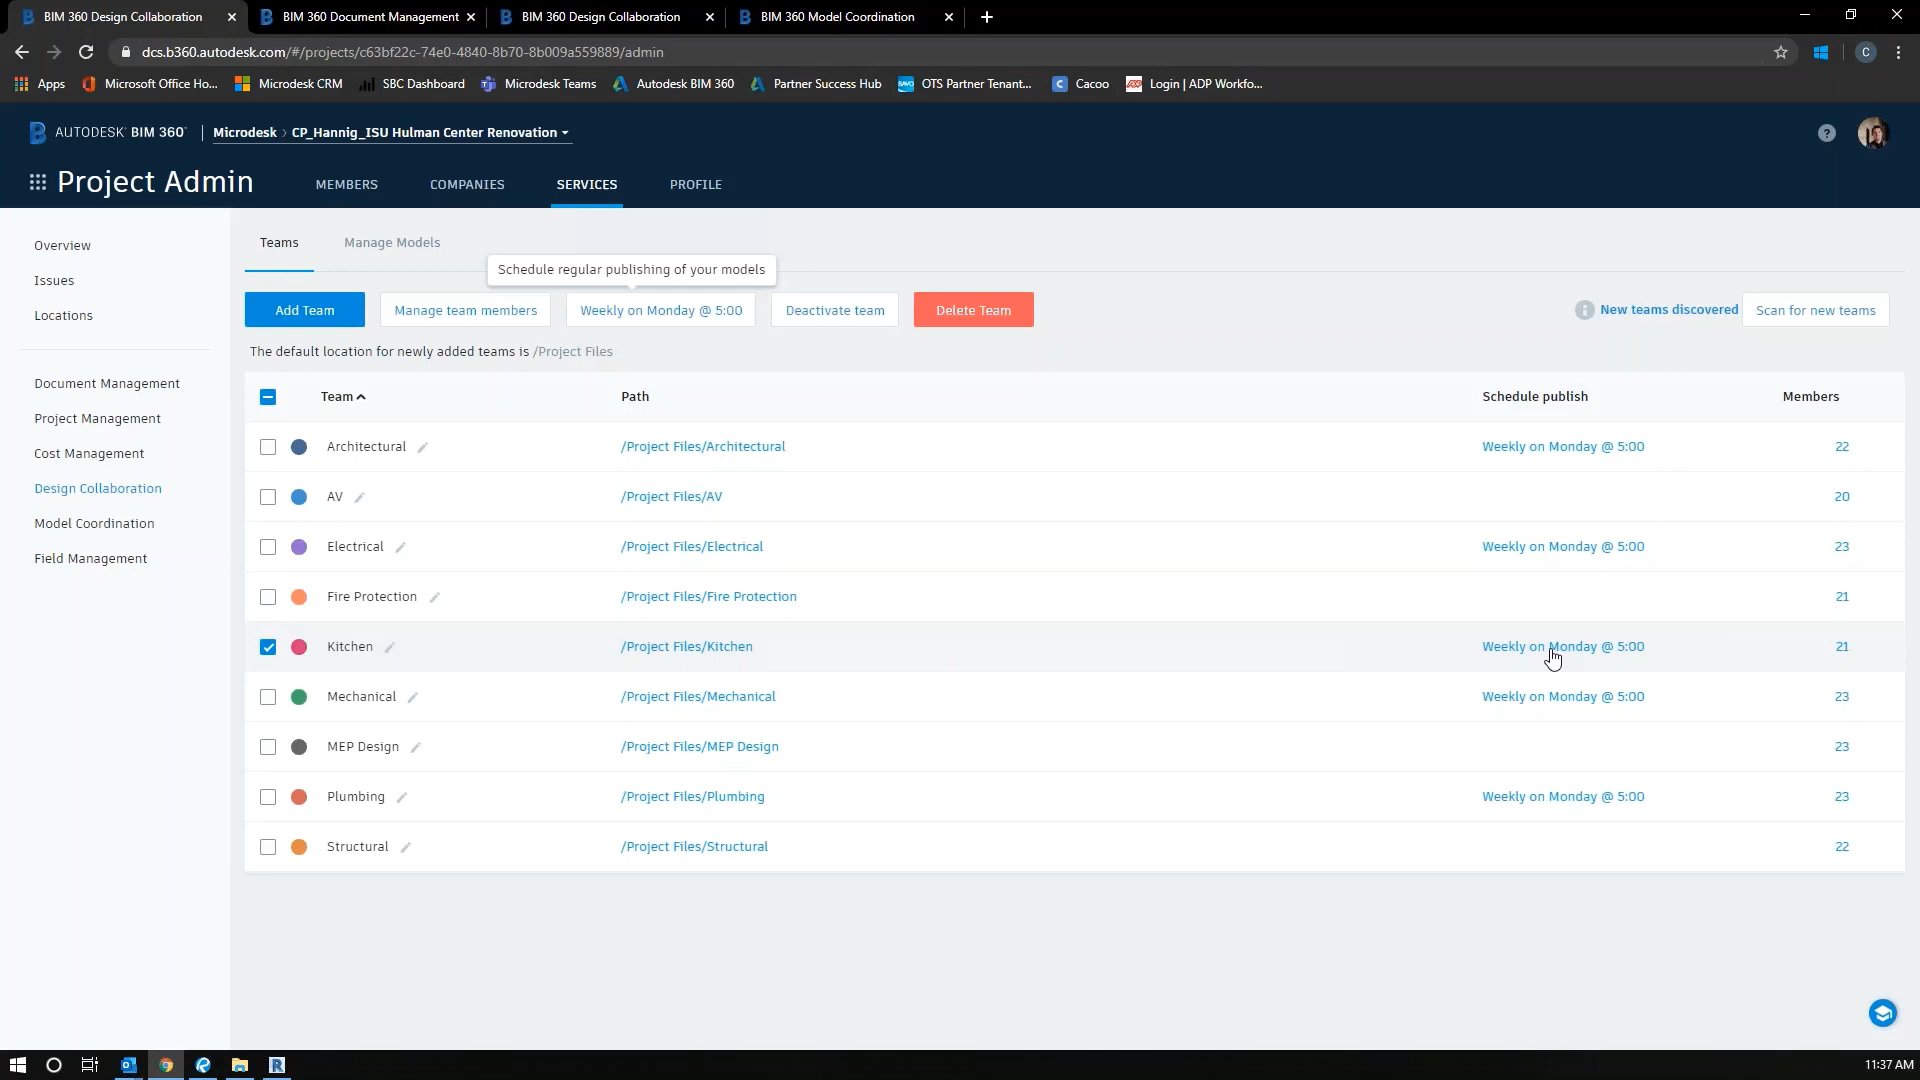 BIM 360 Design Collaboration
BIM 360 Document Management
BIM 360 Design Collaboration
BIM 360 Model Coordination
dcs.b360.autodesk.com/#/projects/c63bf22c-74e0-4840-8b70-8b009a559889/admin
C
Apps
Microsoft Office Ho...
Microdesk CRM
SBC Dashboard
Microdesk Teams
Autodesk BIM 360
Partner Success Hub
OTS Partner Tenant...
Cacoo
Login | ADP Workfo...
AUTODESK® BIM 360™
Microdesk > CP_Hannig_ISU Hulman Center Renovation
?
Project Admin
MEMBERS
COMPANIES
SERVICES
PROFILE
Overview
Issues
Locations
Document Management
Project Management
Cost Management
Design Collaboration
Model Coordination
Field Management
Teams
Manage Models
Schedule regular publishing of your models
Add Team
Manage team members
Weekly on Monday @ 5:00
Deactivate team
Delete Team
New teams discovered
Scan for new teams
The default location for newly added teams is /Project Files
Team Path Schedule publish Members
Architectural /Project Files/Architectural Weekly on Monday @ 5:00 22
AV /Project Files/AV 20
Electrical /Project Files/Electrical Weekly on Monday @ 5:00 23
Fire Protection /Project Files/Fire Protection 21
Kitchen /Project Files/Kitchen Weekly on Monday @ 5:00 21
Mechanical /Project Files/Mechanical Weekly on Monday @ 5:00 23
MEP Design /Project Files/MEP Design 23
Plumbing /Project Files/Plumbing Weekly on Monday @ 5:00 23
Structural /Project Files/Structural 22
11:37 AM